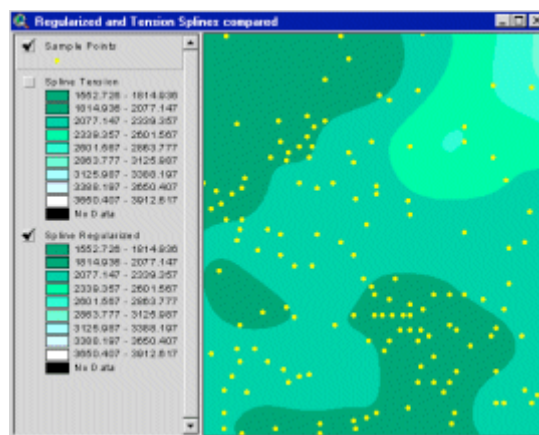 Regularized and Tension Splines compared
Sample Points
Spline Tension
1552.726 - 1814.936
1814.936 - 2077.147
2077.147 - 2339.357
2339.357 - 2601.567
2601.567 - 2863.777
2863.777 - 3125.987
3125.987 - 3388.197
3388.197 - 3650.407
3650.407 - 3912.617
No Data
Spline Regularized
1552.726 - 1814.936
1814.936 - 2077.147
2077.147 - 2339.357
2339.357 - 2601.567
2601.567 - 2863.777
2863.777 - 3125.987
3125.987 - 3388.197
3388.197 - 3650.407
3650.407 - 3912.617
No Data